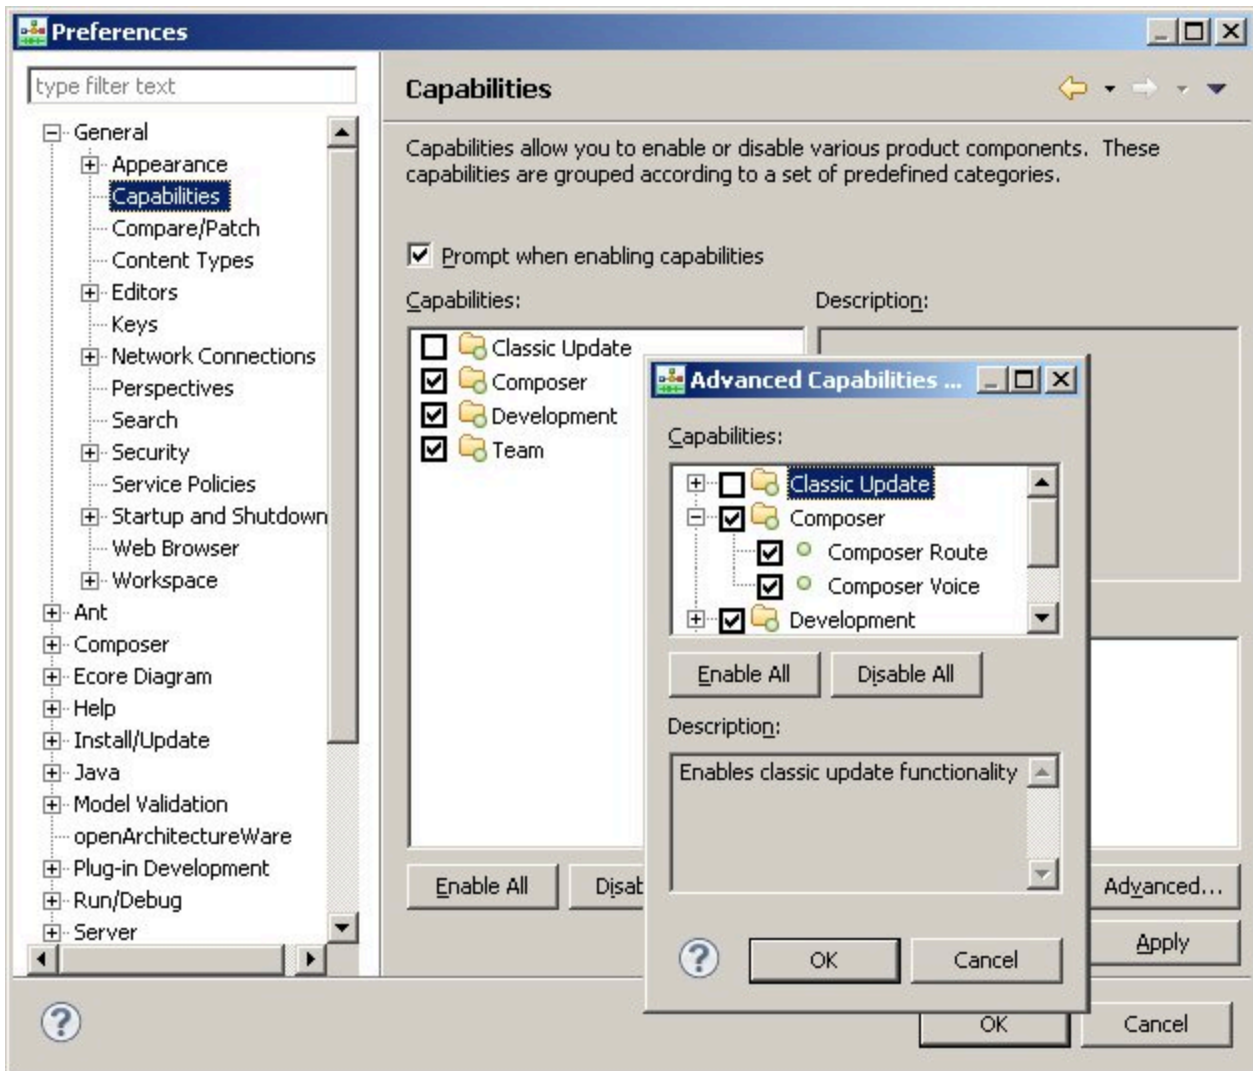 Preferences
type filter text
General
Appearance
Capabilities
Compare/Patch
Content Types
Editors
Keys
Network Connections
Perspectives
Search
Security
Service Policies
Startup and Shutdown
Web Browser
Workspace
Ant
Composer
Ecore Diagram
Help
Install/Update
Java
Model Validation
openArchitectureWare
Plug-in Development
Run/Debug
Server
Capabilities
Capabilities allow you to enable or disable various product components.  These
capabilities are grouped according to a set of predefined categories.
Prompt when enabling capabilities
Capabilities:
Description:
Classic Update
Composer
Development
Team
Enable All
Disab
Advanced...
Apply
OK
Cancel
Advanced Capabilities ...
Capabilities:
Classic Update
Composer
Composer Route
Composer Voice
Development
Enable All
Disable All
Description:
Enables classic update functionality
OK
Cancel